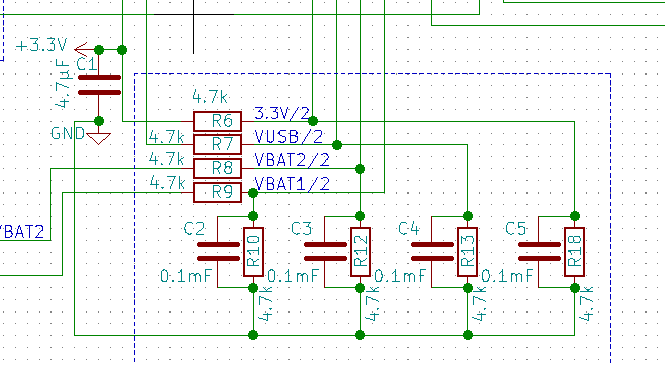 +3.3V
C1
4.7µF
GND
4.7k
R6
3.3V/2
4.7k
R7
VUSB/2
4.7k
R8
VBAT2/2
4.7k
R9
VBAT1/2
VBAT2
C2
R10
0.1mF
4.7k
C3
R12
0.1mF
4.7k
C4
R13
0.1mF
4.7k
C5
R18
0.1mF
4.7k